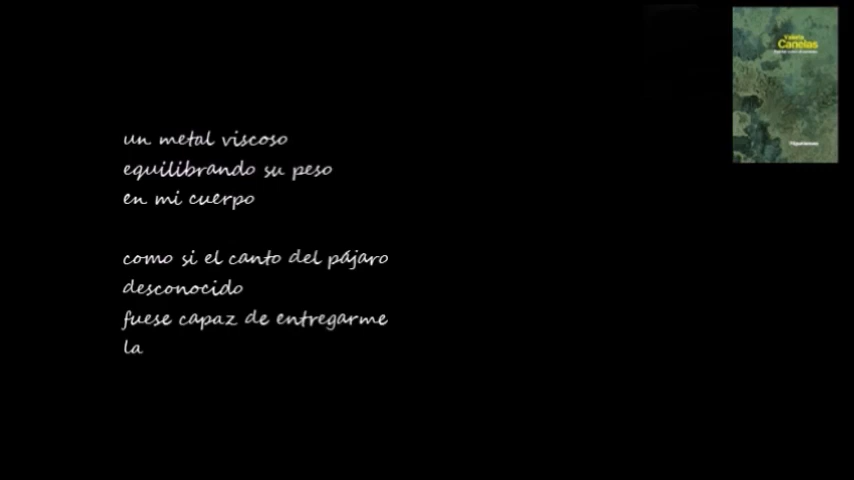 un metal viscoso
equilibrando su peso
en mi cuerpo
como si el canto del pájaro
desconocido
fuese capaz de entregarme
la
Canelas